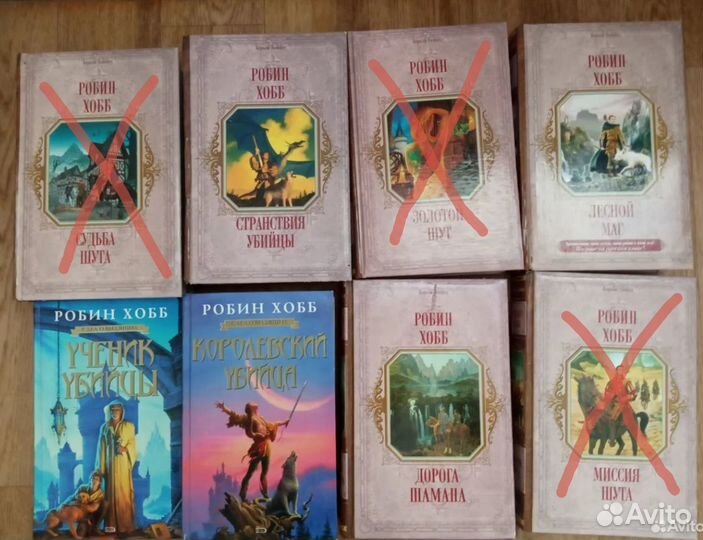 РОБИН
ХОББ
СУДЬБА
ШУТА
РОБИН
ХОББ
СТРАНСТВИЯ
УБИЙЦЫ
РОБИН
ХОББ
ЗОЛОТОЙ
ШУТ
РОБИН
ХОББ
ЛЕСНОЙ
МАГ
РОБИН ХОББ
УЧЕНИК
УБИЙЦЫ
РОБИН ХОББ
КОРОЛЕВСКИЙ
УБИЙЦА
РОБИН
ХОББ
ДОРОГА
ШАМАНА
РОБИН
ХОББ
МИССИЯ
ШУТА
Avito